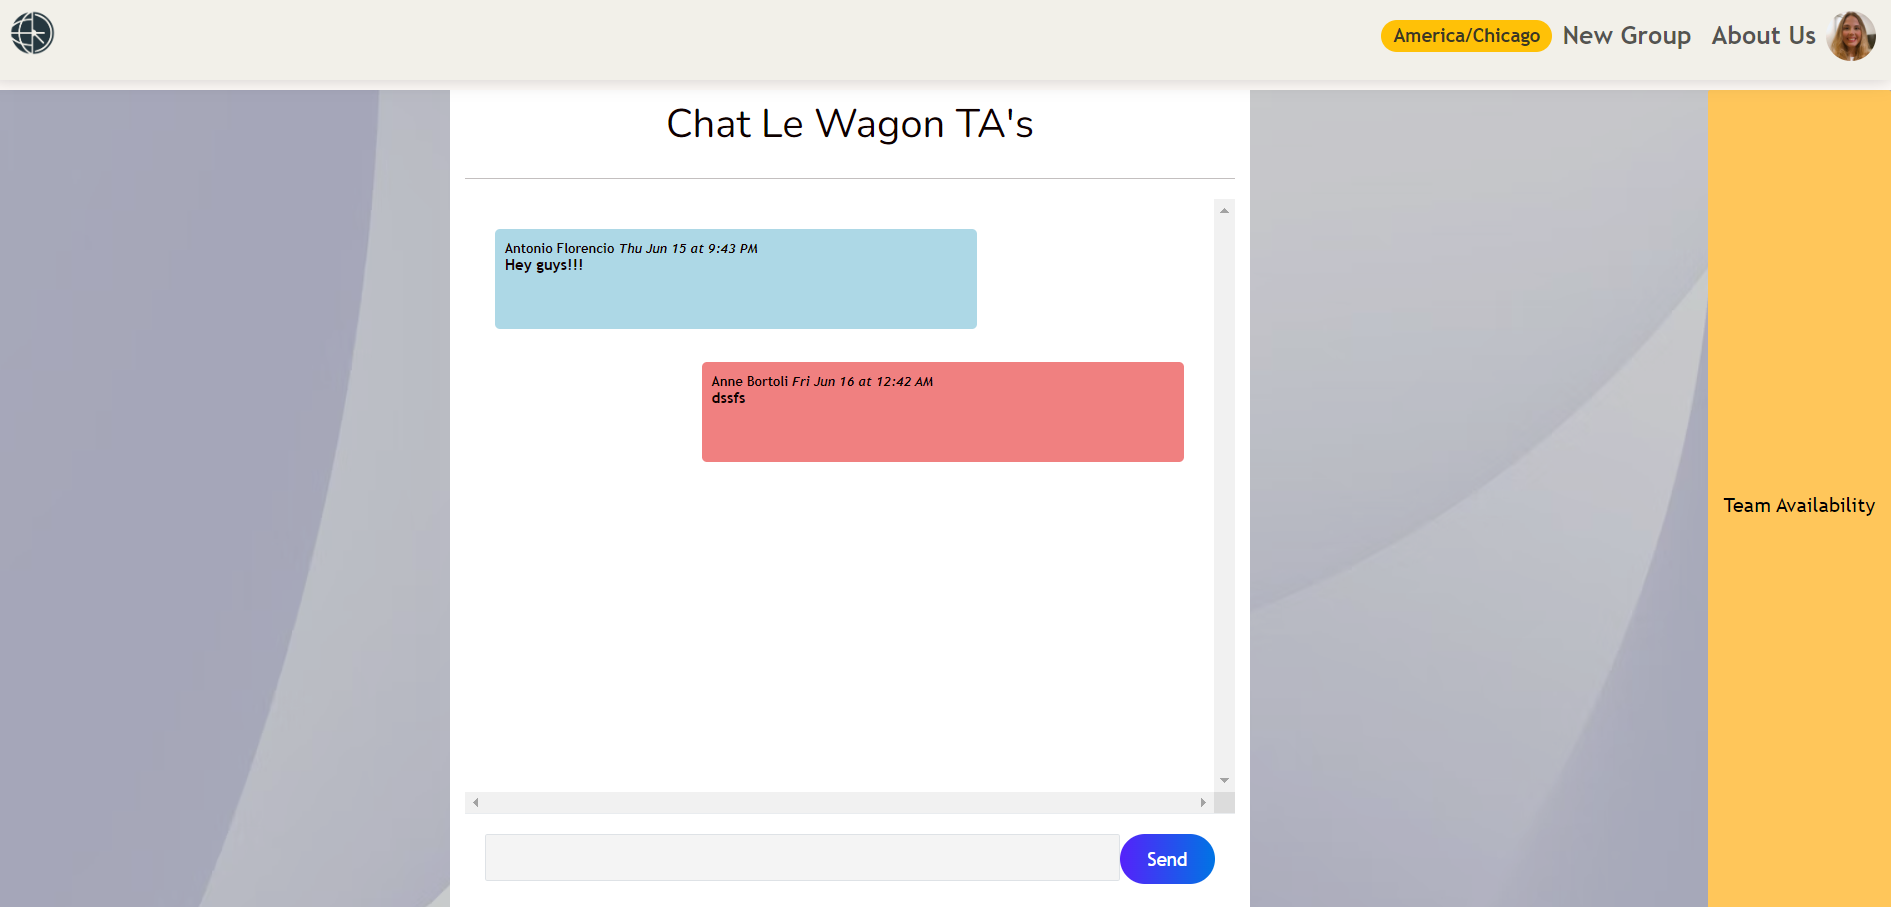 America/Chicago New Group About Us
Chat Le Wagon TA's
Antonio Florencio Thu Jun 15 at 9:43 PM
Hey guys!!!
Anne Bortoli Fri Jun 16 at 12:42 AM
dssfs
Team Availability
Send